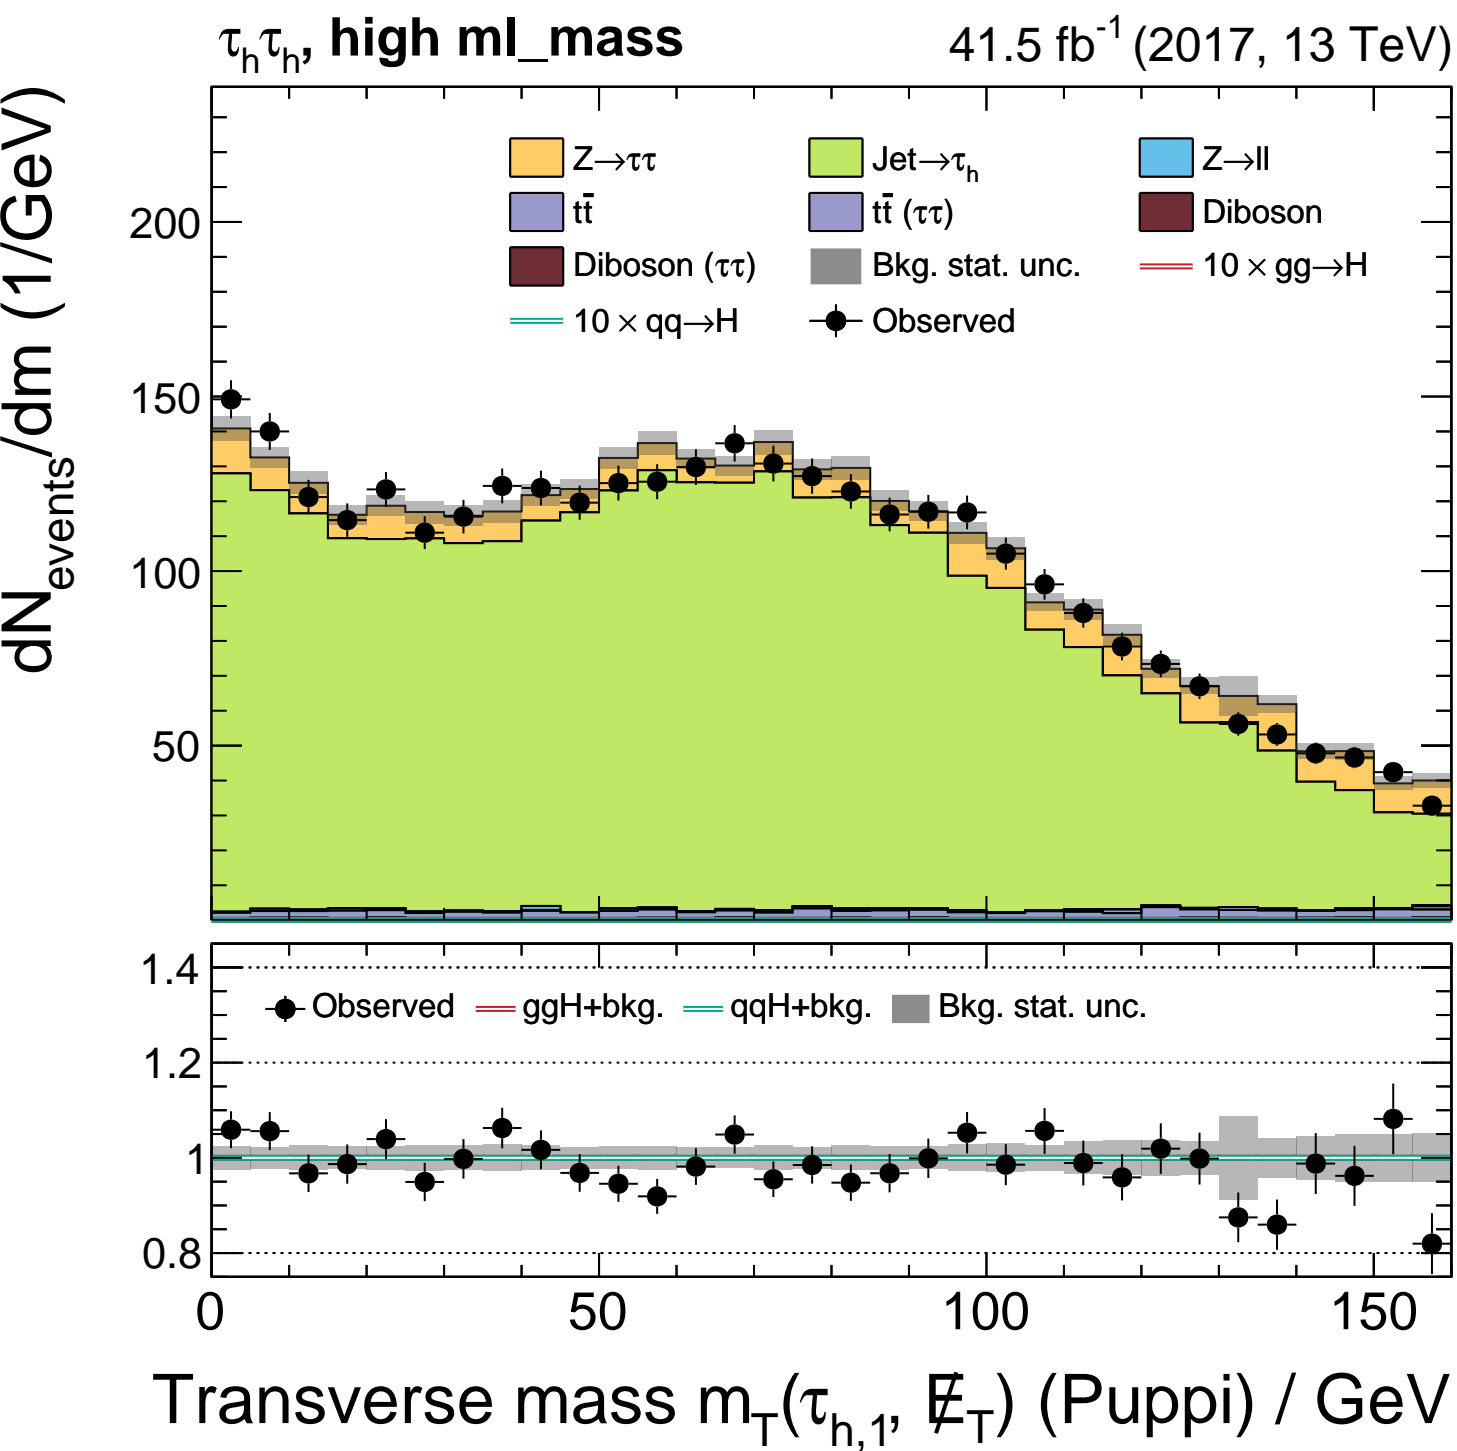 τhτh, high ml_mass 41.5 fb-1 (2017, 13 TeV)
dNevents/dm (1/GeV)
Z→ττ Jet→τh Z→ll
tt̄ tt̄ (ττ) Diboson
Diboson (ττ) Bkg. stat. unc. 10 × gg→H
10 × qq→H Observed
200
150
100
50
1.4
Observed ggH+bkg. qqH+bkg. Bkg. stat. unc.
1.2
1
0.8
0 50 100 150
Transverse mass mT(τh,1, E̸T) (Puppi) / GeV